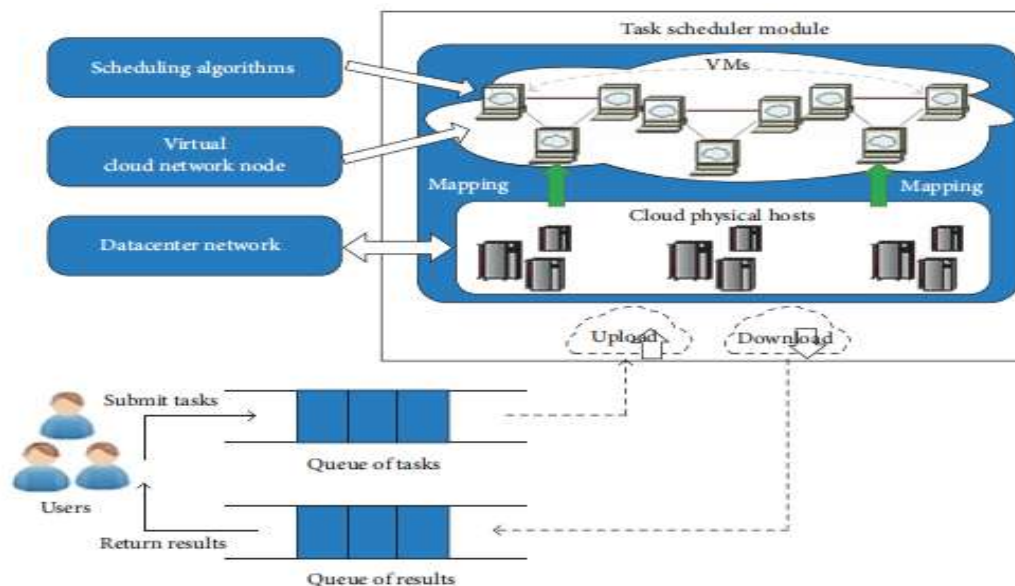 Task scheduler module
Scheduling algorithms
VMs
Virtual
cloud network node
Mapping
Mapping
Cloud physical hosts
Datacenter network
Upload
Download
Submit tasks
Queue of tasks
Users
Return results
Queue of results